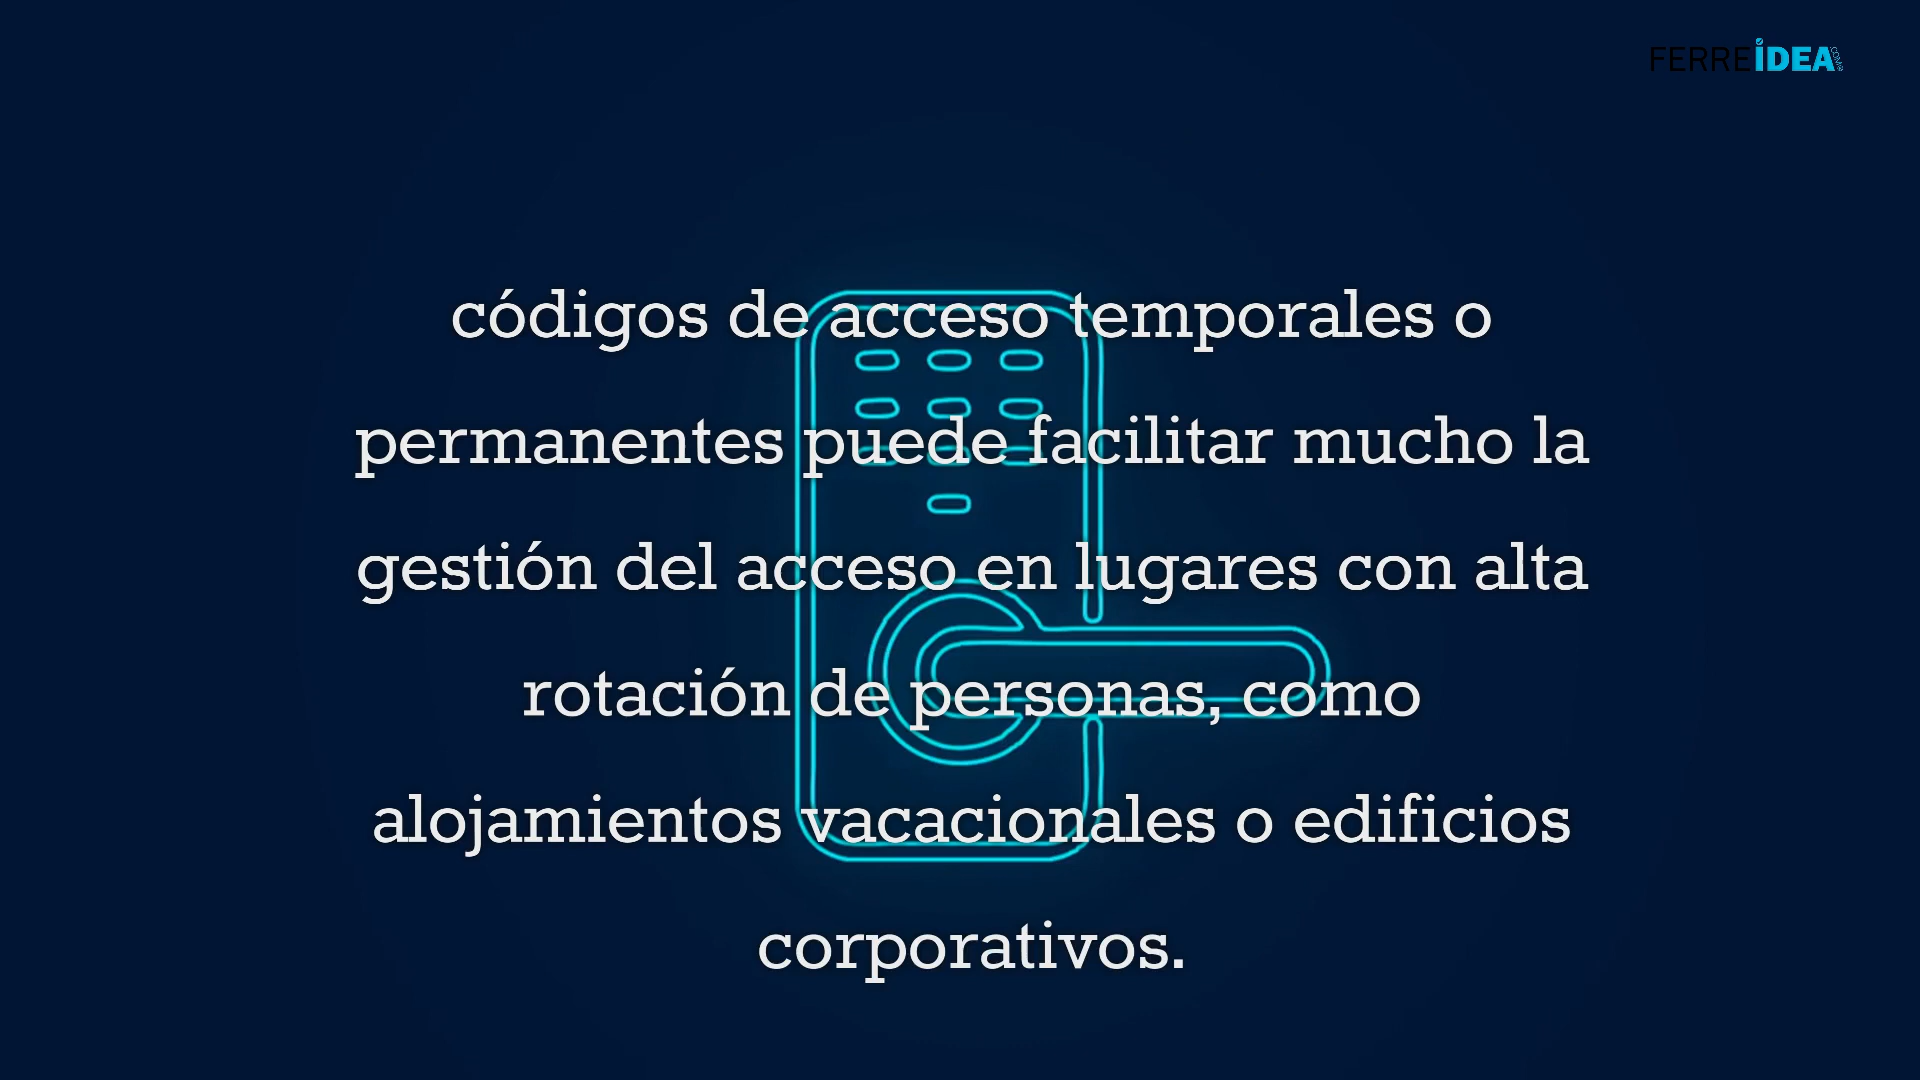 FERREIDEA.COM®
códigos de acceso temporales o
permanentes puede facilitar mucho la
gestión del acceso en lugares con alta
rotación de personas, como
alojamientos vacacionales o edificios
corporativos.